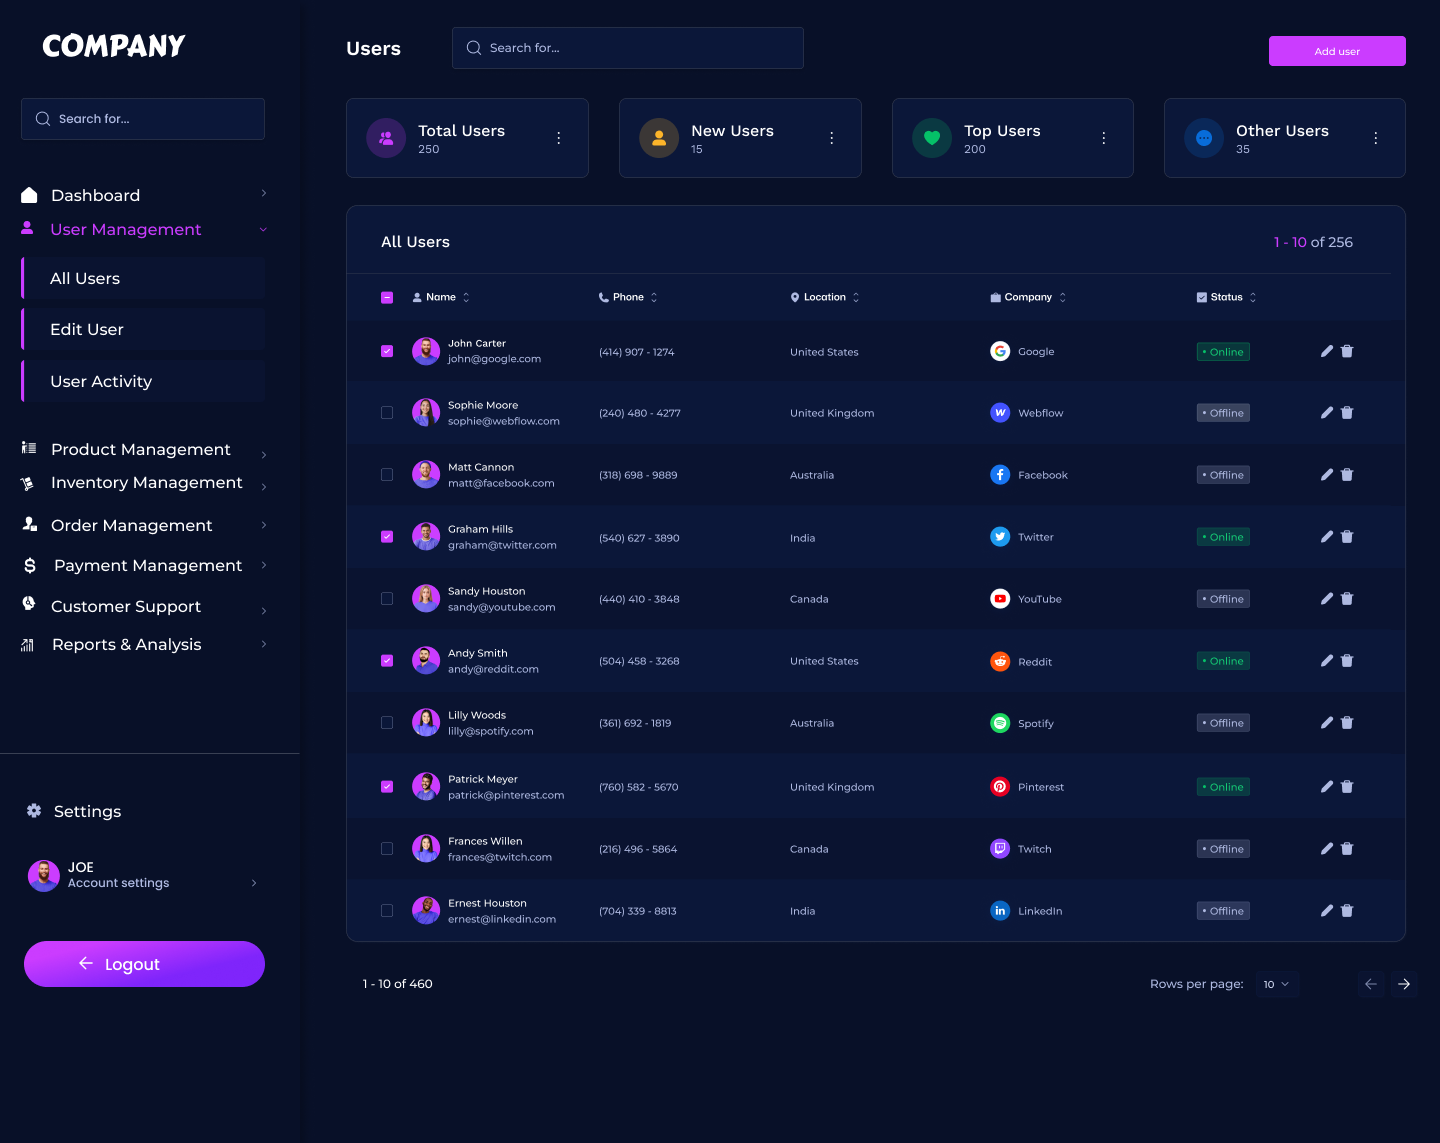 COMPANY
Search for...
Dashboard
User Management
All Users
Edit User
User Activity
Product Management
Inventory Management
Order Management
Payment Management
Customer Support
Reports & Analysis
Settings
JOE
Account settings
Logout
Users
Search for...
Add user
Total Users
250
New Users
15
Top Users
200
Other Users
35
All Users
1 - 10 of 256
Name Phone Location Company Status
John Carter
john@google.com
(414) 907 - 1274 United States Google Online
Sophie Moore
sophie@webflow.com
(240) 480 - 4277 United Kingdom Webflow Offline
Matt Cannon
matt@facebook.com
(318) 698 - 9889 Australia Facebook Offline
Graham Hills
graham@twitter.com
(540) 627 - 3890 India Twitter Online
Sandy Houston
sandy@youtube.com
(440) 410 - 3848 Canada YouTube Offline
Andy Smith
andy@reddit.com
(504) 458 - 3268 United States Reddit Online
Lilly Woods
lilly@spotify.com
(361) 692 - 1819 Australia Spotify Offline
Patrick Meyer
patrick@pinterest.com
(760) 582 - 5670 United Kingdom Pinterest Online
Frances Willen
frances@twitch.com
(216) 496 - 5864 Canada Twitch Offline
Ernest Houston
ernest@linkedin.com
(704) 339 - 8813 India LinkedIn Offline
1 - 10 of 460
Rows per page: 10